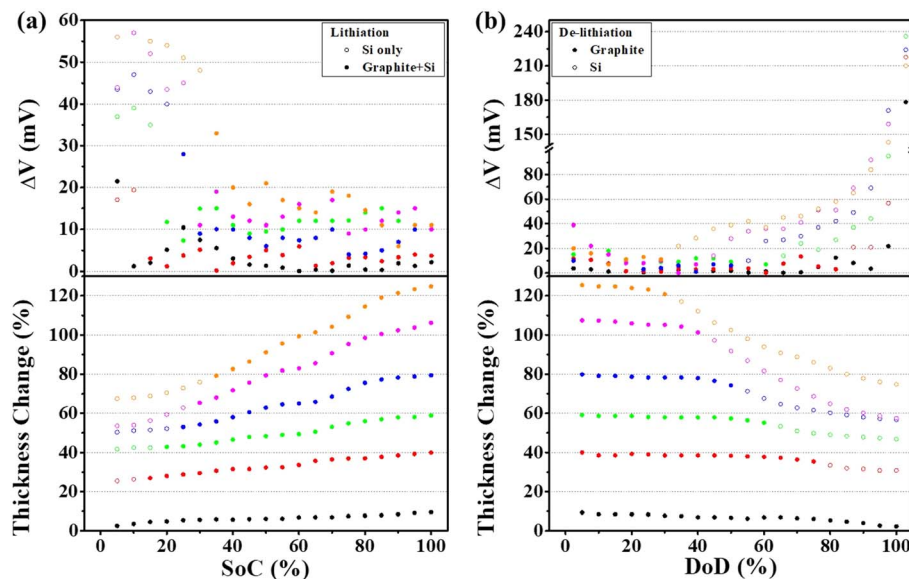 (a)
Lithiation
Si only
Graphite+Si
ΔV (mV)
60
50
40
30
20
10
0
Thickness Change (%)
120
100
80
60
40
20
0
0 20 40 60 80 100
SoC (%)
(b)
De-lithiation
Graphite
Si
ΔV (mV)
240
210
180
150
40
20
0
Thickness Change (%)
120
100
80
60
40
20
0
0 20 40 60 80 100
DoD (%)